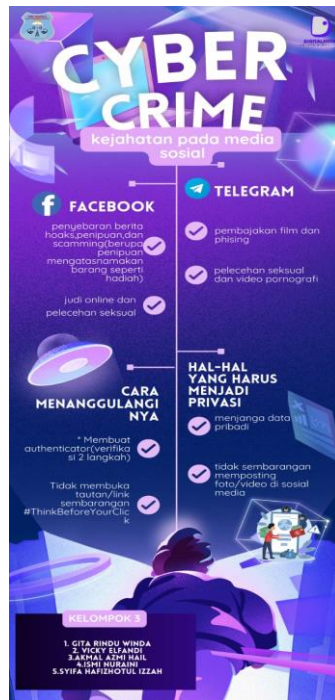 CYBER
CRIME
kejahatan pada media
sosial
FACEBOOK
penyebaran berita
hoaks,penipuan,dan
scamming(berupa
penipuan
mengatasnamakan
barang seperti
hadiah)
judi online dan
pelecehan seksual
TELEGRAM
pembajakan film dan
phising
pelecehan seksual
dan video pornografi
CARA
MENANGGULANGI
NYA
* Membuat
authenticator(verifika
si 2 langkah)
Tidak membuka
tautan/link
sembarangan
#ThinkBeforeYourClic
k
HAL-HAL
YANG HARUS
MENJADI
PRIVASI
menjanga data
pribadi
tidak sembarangan
memposting
foto/video di sosial
media
KELOMPOK 3
1. GITA RINDU WINDA
2. VICKY ELFANDI
3.AKMAL AZMI HAIL
4.ISMI NURAINI
5.SYIFA HAFIZHOTUL IZZAH